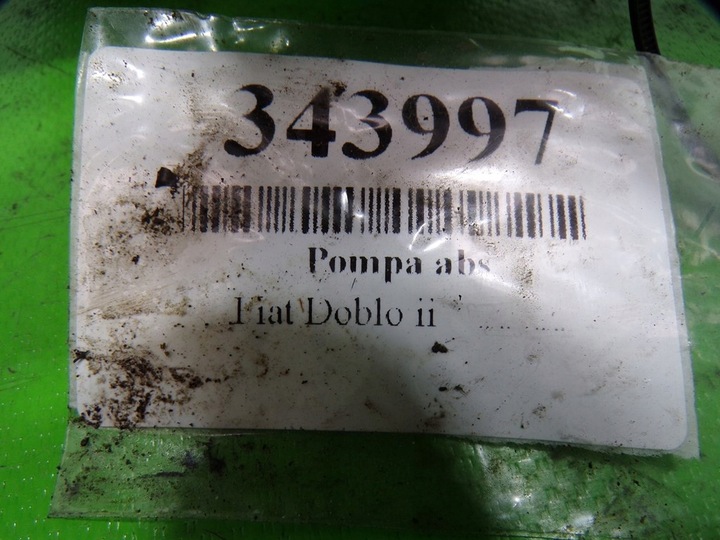 343997
Pompa abs
Fiat Doblo ii